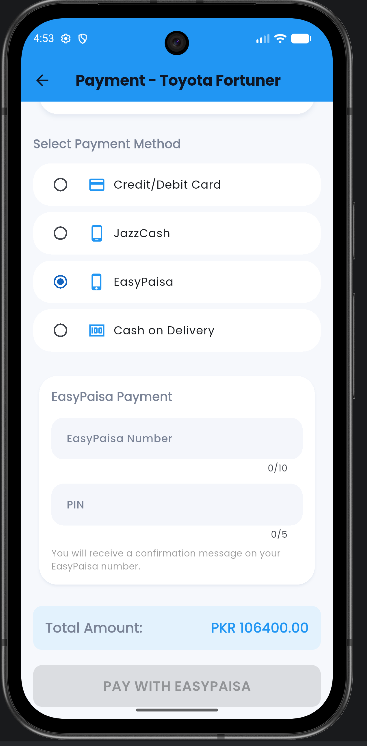 4:53
Payment - Toyota Fortuner
Select Payment Method
Credit/Debit Card
JazzCash
EasyPaisa
100
Cash on Delivery
EasyPaisa Payment
EasyPaisa Number
0/10
PIN
0/5
You will receive a confirmation message on your
EasyPaisa number.
Total Amount: PKR 106400.00
PAY WITH EASYPAISA